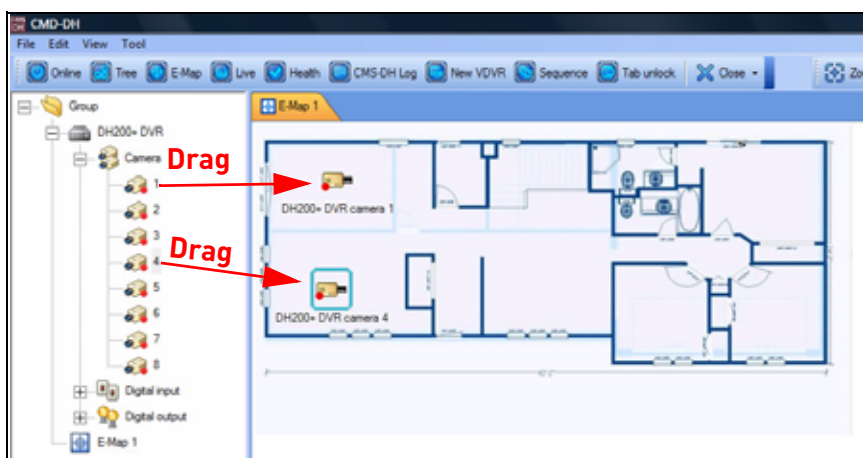 CMD-DH
File Edit View Tool
Online Tree E-Map Live Health CMS-DH Log New VDVR Sequence Tab unlock Close Zo
Group
E-Map 1
DH200+ DVR
Camera
Drag
1
DH200+ DVR camera 1
2
3
Drag
4
5
DH200+ DVR camera 4
6
7
8
Digital input
Digital output
E-Map 1